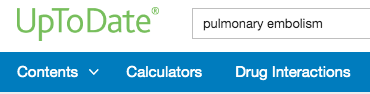 UpToDate®
pulmonary embolism
Contents
Calculators
Drug Interactions